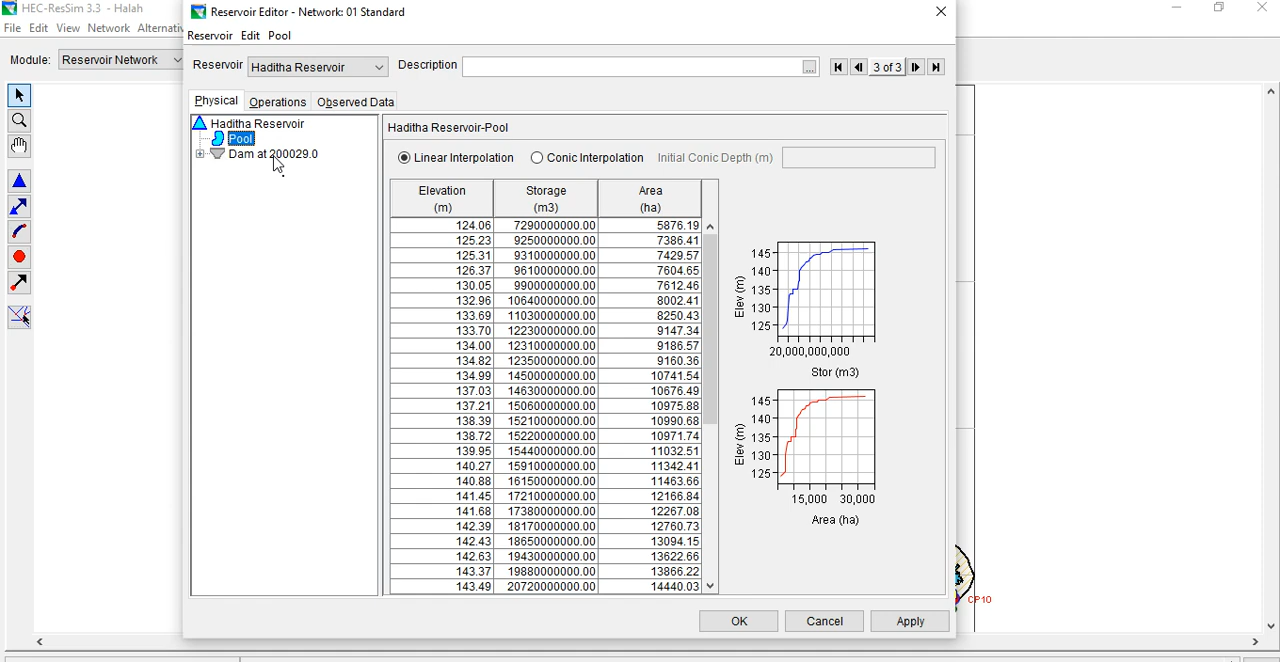 HEC-ResSim 3.3 - Halah
File Edit View Network Alternati
Module: Reservoir Network
Reservoir Editor - Network: 01 Standard
Reservoir Edit Pool
Reservoir Haditha Reservoir Description ... 3 of 3
Physical Operations Observed Data
Haditha Reservoir
Pool
Dam at 200029.0
Haditha Reservoir-Pool
Linear Interpolation Conic Interpolation Initial Conic Depth (m)
Elevation Storage Area
(m) (m3) (ha)
124.06 7290000000.00 5876.19
125.23 9250000000.00 7386.41
125.31 9310000000.00 7429.57
126.37 9610000000.00 7604.65
130.05 9900000000.00 7612.46
132.96 10640000000.00 8002.41
133.69 11030000000.00 8250.43
133.70 12230000000.00 9147.34
134.00 12310000000.00 9186.57
134.82 12350000000.00 9160.36
134.99 14500000000.00 10741.54
137.03 14630000000.00 10676.49
137.21 15060000000.00 10975.88
138.39 15210000000.00 10990.68
138.72 15220000000.00 10971.74
139.95 15440000000.00 11032.51
140.27 15910000000.00 11342.41
140.88 16150000000.00 11463.66
141.45 17210000000.00 12166.84
141.68 17380000000.00 12267.08
142.39 18170000000.00 12760.73
142.43 18650000000.00 13094.15
142.63 19430000000.00 13622.66
143.37 19880000000.00 13866.22
143.49 20720000000.00 14440.03
145
140
135
130
125
Elev (m)
20,000,000,000
Stor (m3)
145
140
135
130
125
Elev (m)
15,000 30,000
Area (ha)
OK Cancel Apply
CP10